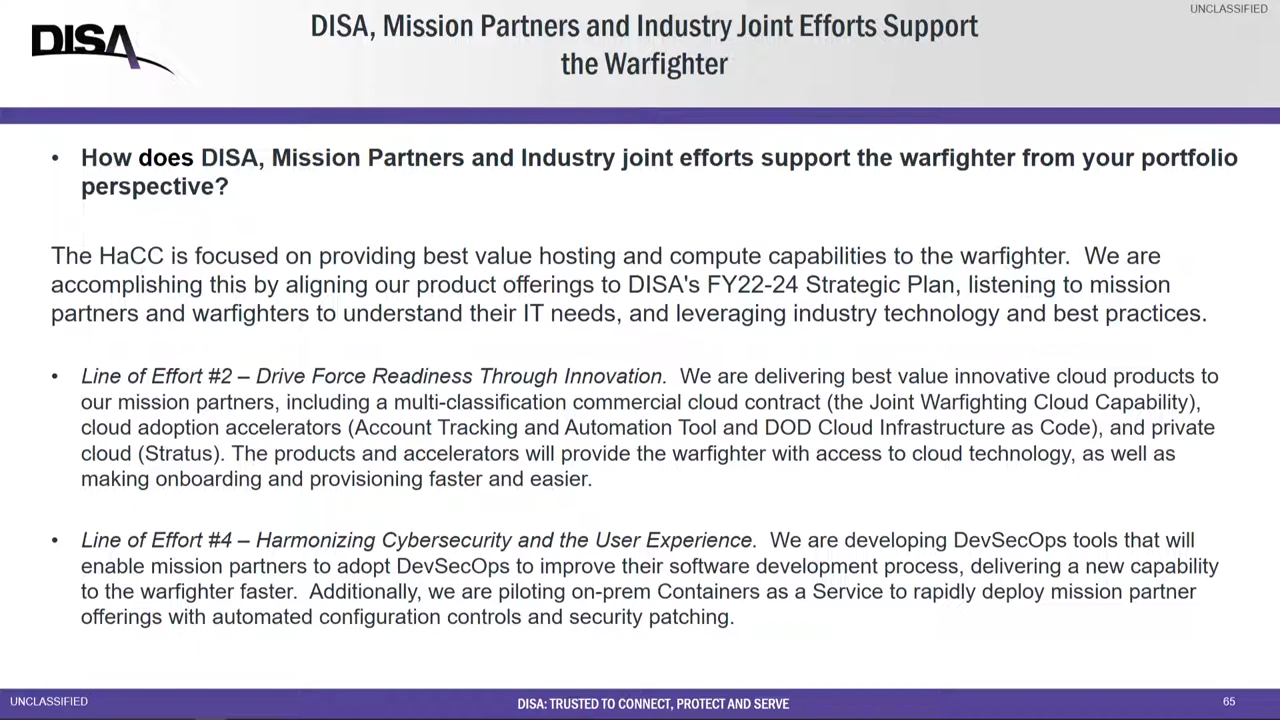 UNCLASSIFIED
DISA
DISA, Mission Partners and Industry Joint Efforts Support
the Warfighter
• How does DISA, Mission Partners and Industry joint efforts support the warfighter from your portfolio
perspective?
The HaCC is focused on providing best value hosting and compute capabilities to the warfighter. We are
accomplishing this by aligning our product offerings to DISA's FY22-24 Strategic Plan, listening to mission
partners and warfighters to understand their IT needs, and leveraging industry technology and best practices.
• Line of Effort #2 – Drive Force Readiness Through Innovation. We are delivering best value innovative cloud products to
our mission partners, including a multi-classification commercial cloud contract (the Joint Warfighting Cloud Capability),
cloud adoption accelerators (Account Tracking and Automation Tool and DOD Cloud Infrastructure as Code), and private
cloud (Stratus). The products and accelerators will provide the warfighter with access to cloud technology, as well as
making onboarding and provisioning faster and easier.
• Line of Effort #4 – Harmonizing Cybersecurity and the User Experience. We are developing DevSecOps tools that will
enable mission partners to adopt DevSecOps to improve their software development process, delivering a new capability
to the warfighter faster. Additionally, we are piloting on-prem Containers as a Service to rapidly deploy mission partner
offerings with automated configuration controls and security patching.
UNCLASSIFIED
DISA: TRUSTED TO CONNECT, PROTECT AND SERVE
65